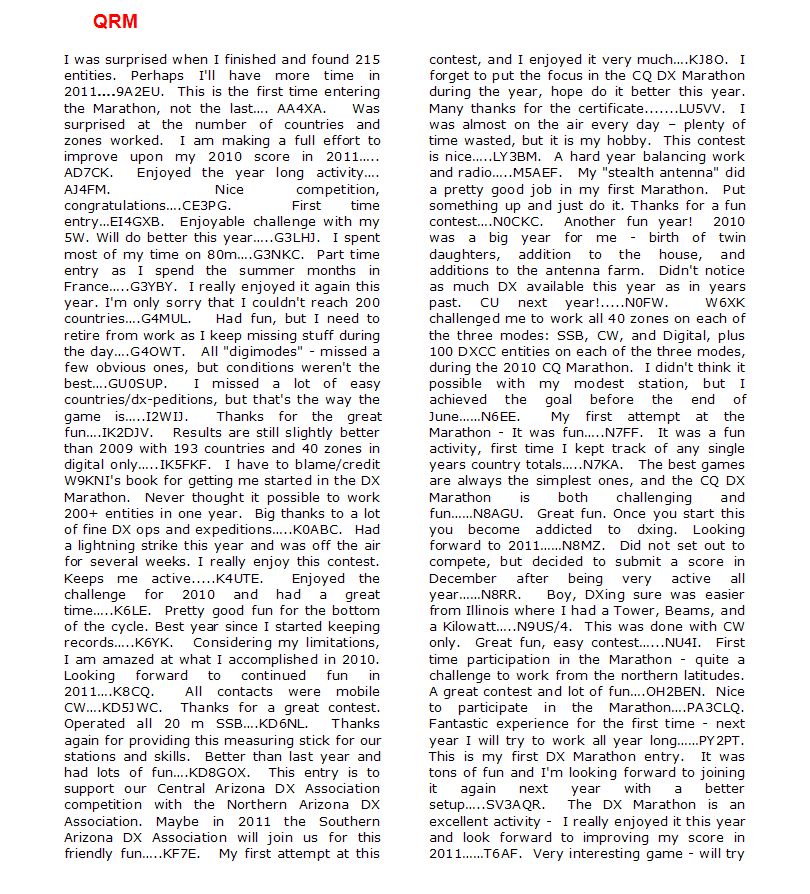 QRM
I was surprised when I finished and found 215
entities. Perhaps I'll have more time in
2011....9A2EU. This is the first time entering
the Marathon, not the last.... AA4XA. Was
surprised at the number of countries and
zones worked. I am making a full effort to
improve upon my 2010 score in 2011.....
AD7CK. Enjoyed the year long activity....
AJ4FM. Nice competition,
congratulations....CE3PG. First time
entry...EI4GXB. Enjoyable challenge with my
5W. Will do better this year.....G3LHJ. I spent
most of my time on 80m....G3NKC. Part time
entry as I spend the summer months in
France.....G3YBY. I really enjoyed it again this
year. I'm only sorry that I couldn't reach 200
countries....G4MUL. Had fun, but I need to
retire from work as I keep missing stuff during
the day....G4OWT. All "digimodes" - missed a
few obvious ones, but conditions weren't the
best....GU0SUP. I missed a lot of easy
countries/dx-peditions, but that's the way the
game is.....I2WIJ. Thanks for the great
fun....IK2DJV. Results are still slightly better
than 2009 with 193 countries and 40 zones in
digital only.....IK5FKF. I have to blame/credit
W9KNI's book for getting me started in the DX
Marathon. Never thought it possible to work
200+ entities in one year. Big thanks to a lot
of fine DX ops and expeditions.....K0ABC. Had
a lightning strike this year and was off the air
for several weeks. I really enjoy this contest.
Keeps me active.....K4UTE. Enjoyed the
challenge for 2010 and had a great
time.....K6LE. Pretty good fun for the bottom
of the cycle. Best year since I started keeping
records.....K6YK. Considering my limitations,
I am amazed at what I accomplished in 2010.
Looking forward to continued fun in
2011....K8CQ. All contacts were mobile
CW....KD5JWC. Thanks for a great contest.
Operated all 20 m SSB....KD6NL. Thanks
again for providing this measuring stick for our
stations and skills. Better than last year and
had lots of fun....KD8GOX. This entry is to
support our Central Arizona DX Association
competition with the Northern Arizona DX
Association. Maybe in 2011 the Southern
Arizona DX Association will join us for this
friendly fun.....KF7E. My first attempt at this
contest, and I enjoyed it very much....KJ8O. I
forget to put the focus in the CQ DX Marathon
during the year, hope do it better this year.
Many thanks for the certificate.......LU5VV. I
was almost on the air every day – plenty of
time wasted, but it is my hobby. This contest
is nice.....LY3BM. A hard year balancing work
and radio....M5AEF. My "stealth antenna" did
a pretty good job in my first Marathon. Put
something up and just do it. Thanks for a fun
contest....N0CKC. Another fun year! 2010
was a big year for me - birth of twin
daughters, addition to the house, and
additions to the antenna farm. Didn't notice
as much DX available this year as in years
past. CU next year!.....N0FW. W6XK
challenged me to work all 40 zones on each of
the three modes: SSB, CW, and Digital, plus
100 DXCC entities on each of the three modes,
during the 2010 CQ Marathon. I didn't think it
possible with my modest station, but I
achieved the goal before the end of
June......N6EE. My first attempt at the
Marathon - It was fun.....N7FF. It was a fun
activity, first time I kept track of any single
years country totals.....N7KA. The best games
are always the simplest ones, and the CQ DX
Marathon is both challenging and
fun......N8AGU. Great fun. Once you start this
you become addicted to dxing. Looking
forward to 2011......N8MZ. Did not set out to
compete, but decided to submit a score in
December after being very active all
year......N8RR. Boy, DXing sure was easier
from Illinois where I had a Tower, Beams, and
a Kilowatt.....N9US/4. This was done with CW
only. Great fun, easy contest......NU4I. First
time participation in the Marathon - quite a
challenge to work from the northern latitudes.
A great contest and lot of fun....OH2BEN. Nice
to participate in the Marathon....PA3CLQ.
Fantastic experience for the first time - next
year I will try to work all year long......PY2PT.
This is my first DX Marathon entry. It was
tons of fun and I'm looking forward to joining
it again next year with a better
setup.....SV3AQR. The DX Marathon is an
excellent activity - I really enjoyed it this year
and look forward to improving my score in
2011......T6AF. Very interesting game - will try